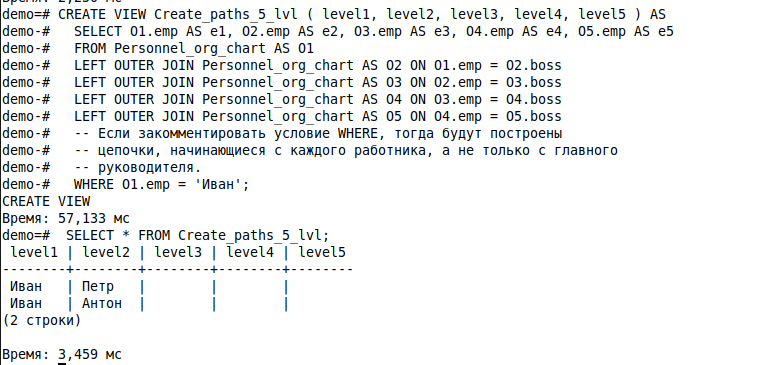 Время: 2,250 мс
demo=# CREATE VIEW Create_paths_5_lvl ( level1, level2, level3, level4, level5 ) AS
demo-#   SELECT O1.emp AS e1, O2.emp AS e2, O3.emp AS e3, O4.emp AS e4, O5.emp AS e5
demo-#   FROM Personnel_org_chart AS O1
demo-#   LEFT OUTER JOIN Personnel_org_chart AS O2 ON O1.emp = O2.boss
demo-#   LEFT OUTER JOIN Personnel_org_chart AS O3 ON O2.emp = O3.boss
demo-#   LEFT OUTER JOIN Personnel_org_chart AS O4 ON O3.emp = O4.boss
demo-#   LEFT OUTER JOIN Personnel_org_chart AS O5 ON O4.emp = O5.boss
demo-#   -- Если закомментировать условие WHERE, тогда будут построены
demo-#   -- цепочки, начинающиеся с каждого работника, а не только с главного
demo-#   -- руководителя.
demo-#   WHERE O1.emp = 'Иван';
CREATE VIEW
Время: 57,133 мс
demo=#  SELECT * FROM Create_paths_5_lvl;
 level1 | level2 | level3 | level4 | level5
--------+--------+--------+--------+--------
 Иван   | Петр   |        |        |
 Иван   | Антон  |        |        |
(2 строки)

Время: 3,459 мс